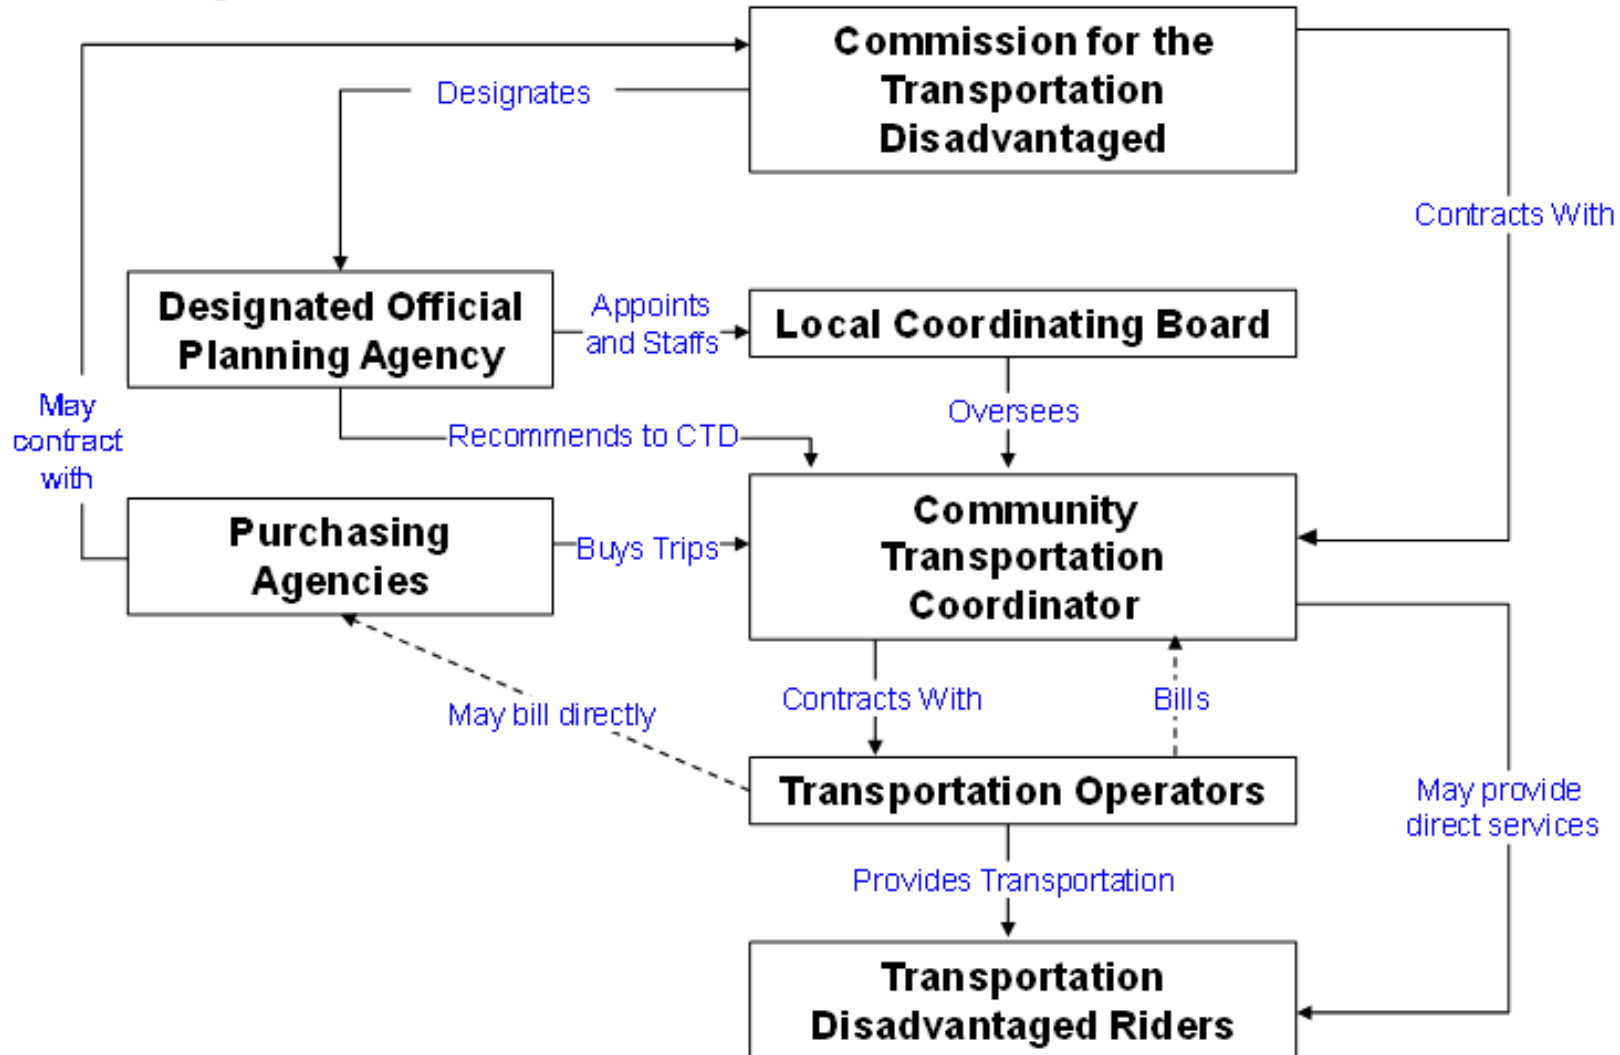 Commission for the
Transportation
Disadvantaged
Designates
Contracts With
Designated Official
Planning Agency
Appoints
and Staffs
Local Coordinating Board
May
contract
with
Oversees
Recommends to CTD
Purchasing
Agencies
Buys Trips
Community
Transportation
Coordinator
May bill directly
Contracts With
Bills
Transportation Operators
May provide
direct services
Provides Transportation
Transportation
Disadvantaged Riders